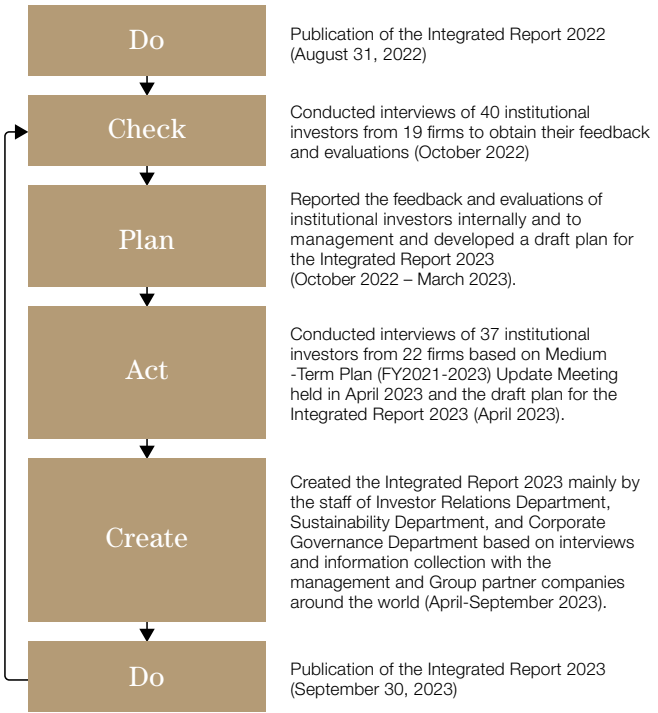 Do
Publication of the Integrated Report 2022
(August 31, 2022)
Check
Conducted interviews of 40 institutional
investors from 19 firms to obtain their feedback
and evaluations (October 2022)
Plan
Reported the feedback and evaluations of
institutional investors internally and to
management and developed a draft plan for
the Integrated Report 2023
(October 2022 – March 2023).
Act
Conducted interviews of 37 institutional
investors from 22 firms based on Medium
-Term Plan (FY2021-2023) Update Meeting
held in April 2023 and the draft plan for the
Integrated Report 2023 (April 2023).
Create
Created the Integrated Report 2023 mainly by
the staff of Investor Relations Department,
Sustainability Department, and Corporate
Governance Department based on interviews
and information collection with the
management and Group partner companies
around the world (April-September 2023).
Do
Publication of the Integrated Report 2023
(September 30, 2023)